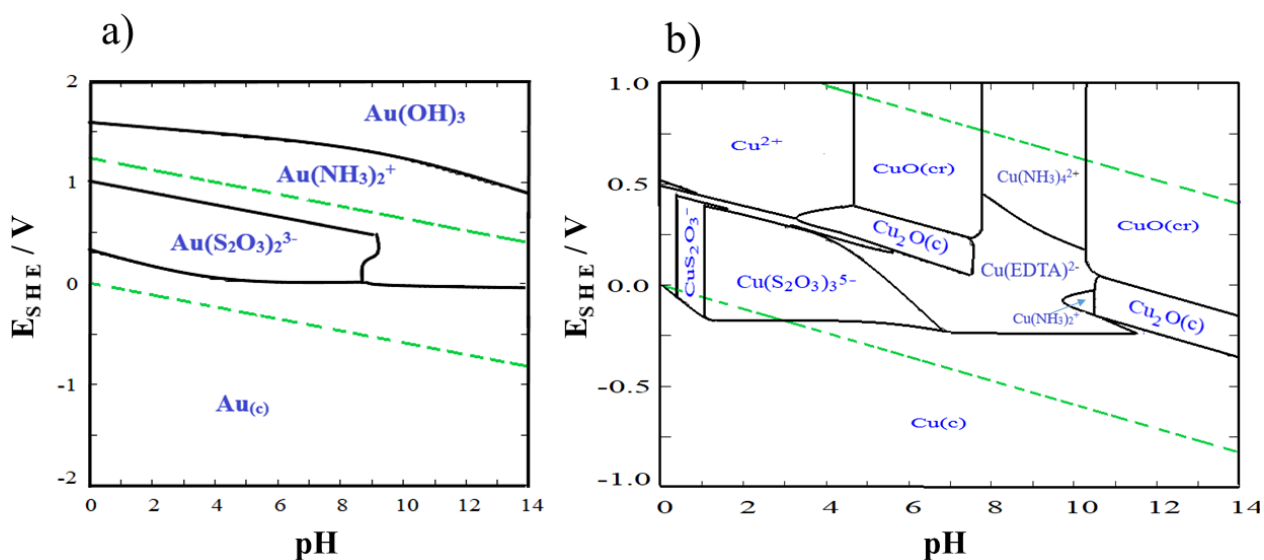 a)
E_SHE / V
2
1
0
-1
-2
Au(OH)₃
Au(NH₃)₂⁺
Au(S₂O₃)₂³⁻
Au(c)
0 2 4 6 8 10 12 14
pH
b)
E_SHE / V
1.0
0.5
0.0
-0.5
-1.0
Cu²⁺
CuO(cr)
Cu(NH₃)₄²⁺
CuO(cr)
Cu₂O(c)
CuS₂O₃⁻
Cu(S₂O₃)₃⁵⁻
Cu(EDTA)²⁻
Cu(NH₃)₂⁺
Cu₂O(c)
Cu(c)
0 2 4 6 8 10 12 14
pH